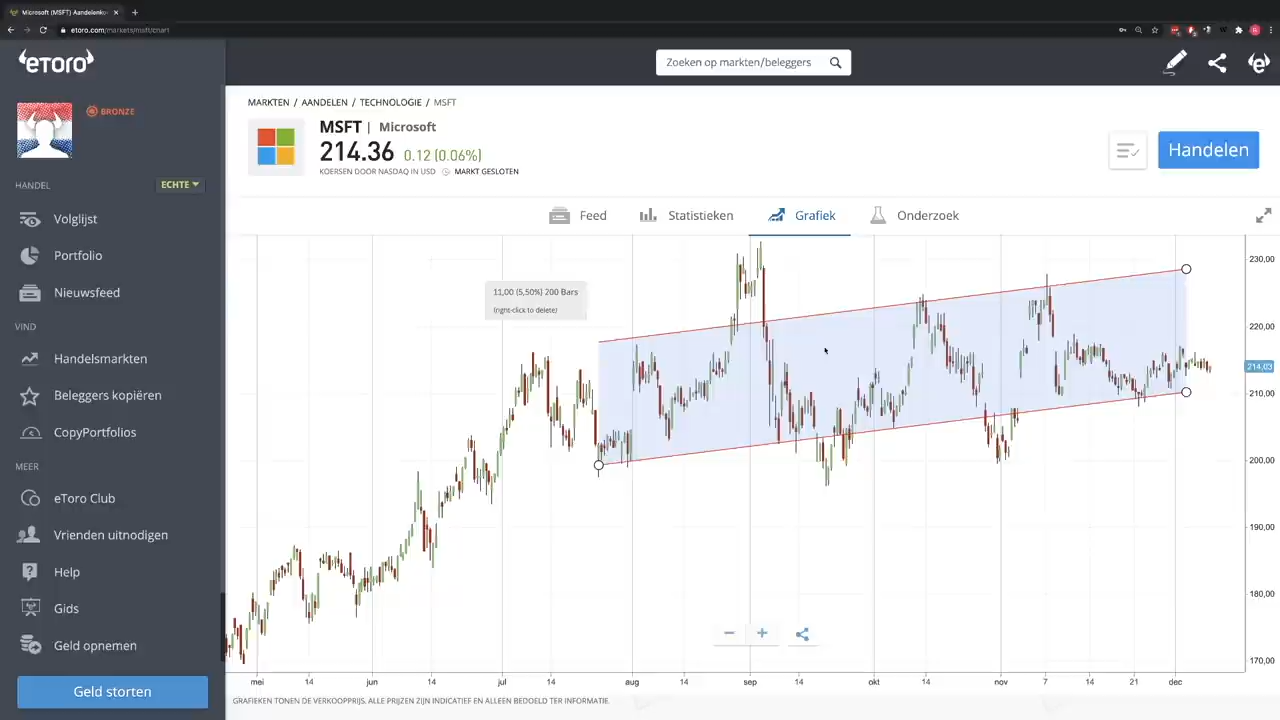 Microsoft (MSFT) Aandelenko
etoro.com/markets/msft/chart
eToro
Zoeken op markten/beleggers
BRONZE
HANDEL
ECHTE
Volglijst
Portfolio
Nieuwsfeed
VIND
Handelsmarkten
Beleggers kopiëren
CopyPortfolios
MEER
eToro Club
Vrienden uitnodigen
Help
Gids
Geld opnemen
Geld storten
MARKTEN / AANDELEN / TECHNOLOGIE / MSFT
MSFT | Microsoft
214.36 0.12 (0.06%)
KOERSEN DOOR NASDAQ IN USD MARKT GESLOTEN
Handelen
Feed
Statistieken
Grafiek
Onderzoek
11,00 (5,50%) 200 Bars
(right-click to delete)
230,00
220,00
214,03
210,00
200,00
190,00
180,00
170,00
mei 14 jun 14 jul 14 aug 14 sep 14 okt 14 nov 7 14 21 dec
GRAFIEKEN TONEN DE VERKOOPPRIJS. ALLE PRIJZEN ZIJN INDICATIEF EN ALLEEN BEDOELD TER INFORMATIE.